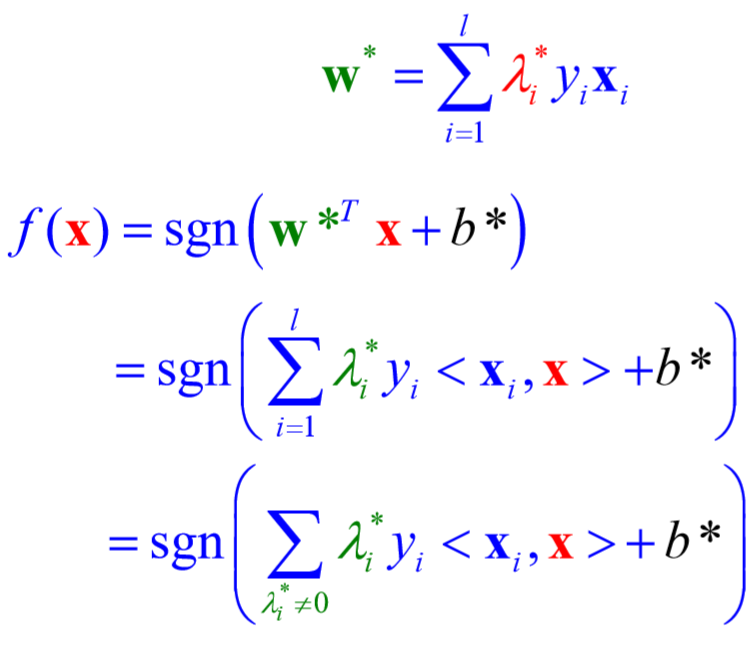 w* = ∑_{i=1}^{l} λ_i^* y_i x_i
f(x) = sgn(w*^T x + b*)
= sgn(∑_{i=1}^{l} λ_i^* y_i < x_i, x > + b*)
= sgn(∑_{λ_i^* ≠ 0} λ_i^* y_i < x_i, x > + b*)